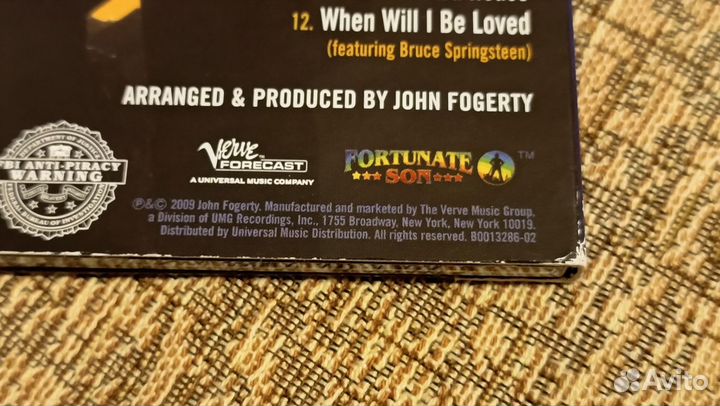 12. When Will I Be Loved
(featuring Bruce Springsteen)
ARRANGED & PRODUCED BY JOHN FOGERTY
FBI ANTI-PIRACY
WARNING
Verve
FORECAST
A UNIVERSAL MUSIC COMPANY
FORTUNATE
SON
TM
℗&© 2009 John Fogerty. Manufactured and marketed by The Verve Music Group,
a Division of UMG Recordings, Inc., 1755 Broadway, New York, New York 10019.
Distributed by Universal Music Distribution. All rights reserved. B0013286-02
Avito